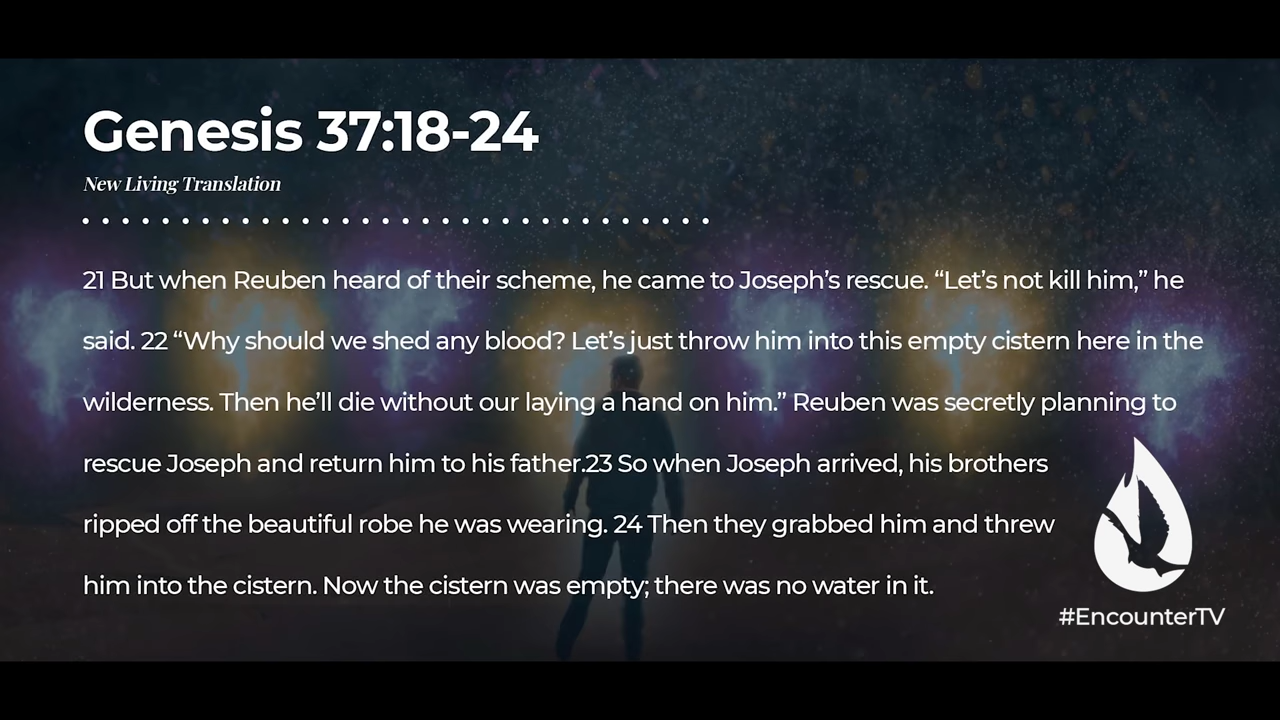 Genesis 37:18-24
New Living Translation
21 But when Reuben heard of their scheme, he came to Joseph’s rescue. “Let’s not kill him,” he
said. 22 “Why should we shed any blood? Let’s just throw him into this empty cistern here in the
wilderness. Then he’ll die without our laying a hand on him.” Reuben was secretly planning to
rescue Joseph and return him to his father.23 So when Joseph arrived, his brothers
ripped off the beautiful robe he was wearing. 24 Then they grabbed him and threw
him into the cistern. Now the cistern was empty; there was no water in it.
#EncounterTV